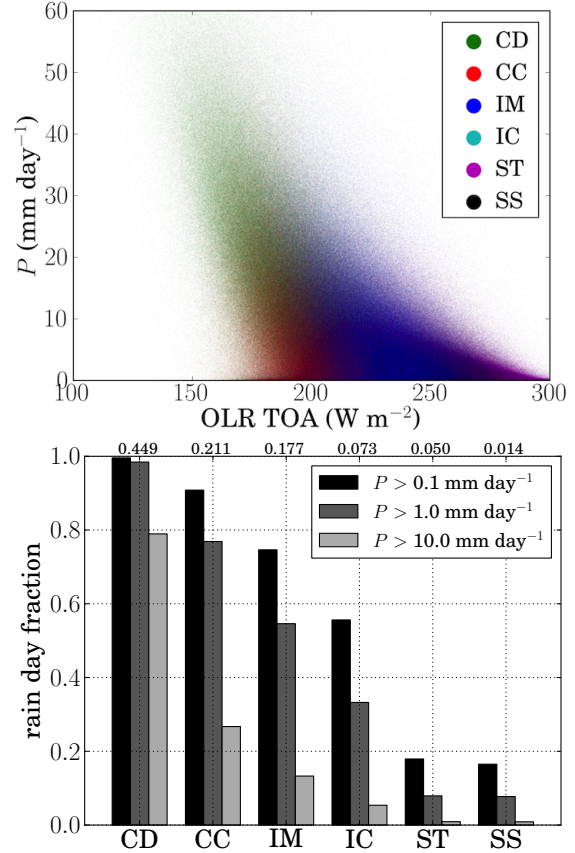 60
50
40
30
20
10
0
P (mm day⁻¹)
CD
CC
IM
IC
ST
SS
100 150 200 250 300
OLR TOA (W m⁻²)
0.449 0.211 0.177 0.073 0.050 0.014
1.0
0.8
0.6
0.4
0.2
0.0
rain day fraction
P > 0.1 mm day⁻¹
P > 1.0 mm day⁻¹
P > 10.0 mm day⁻¹
CD CC IM IC ST SS